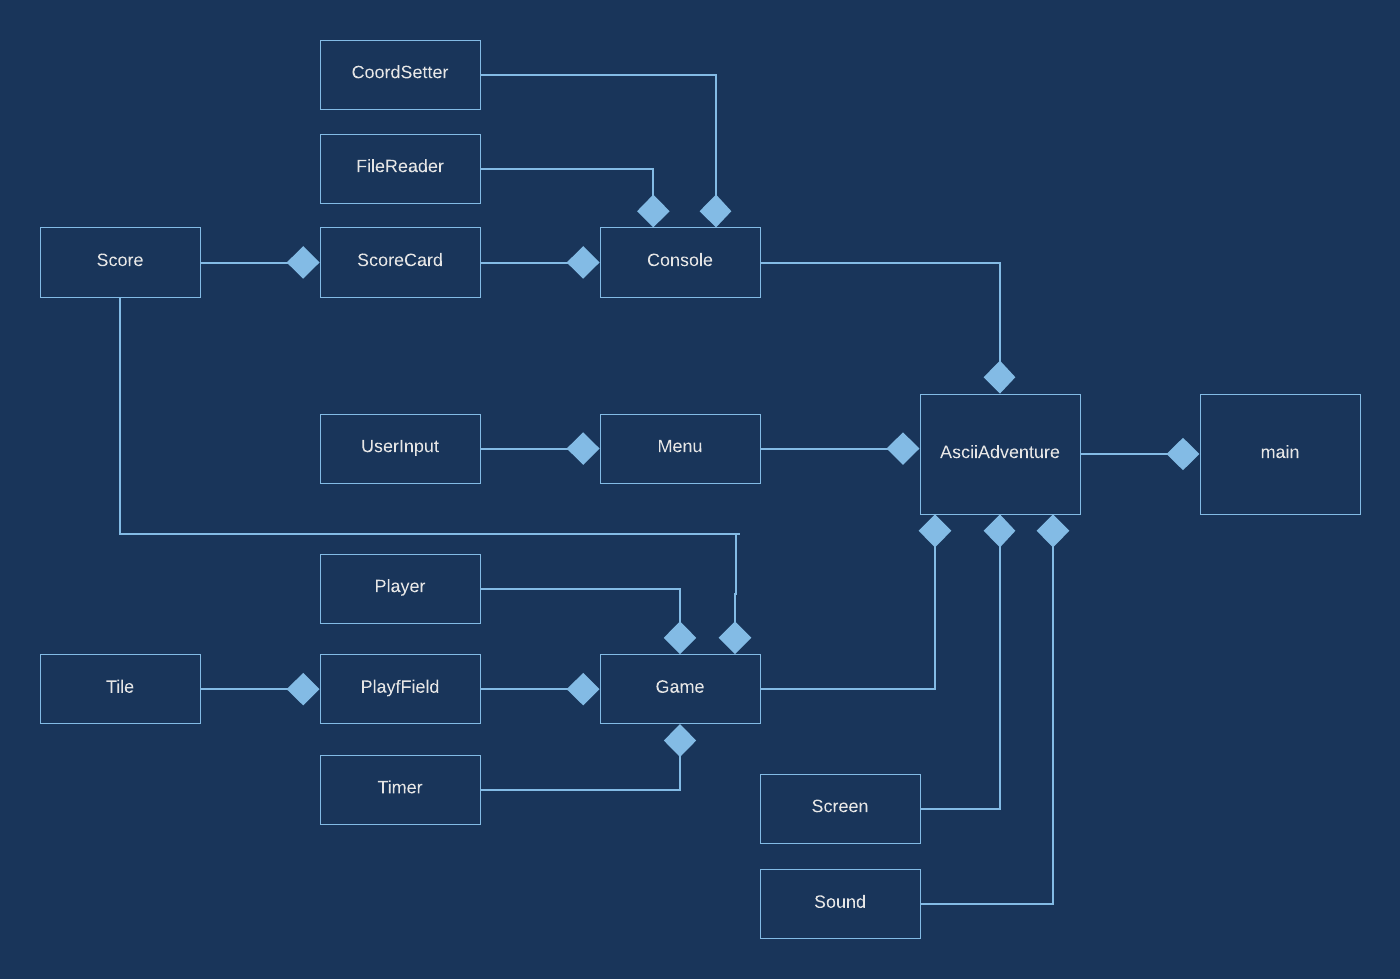 CoordSetter
FileReader
Score
ScoreCard
Console
UserInput
Menu
AsciiAdventure
main
Player
Tile
PlayfField
Game
Timer
Screen
Sound